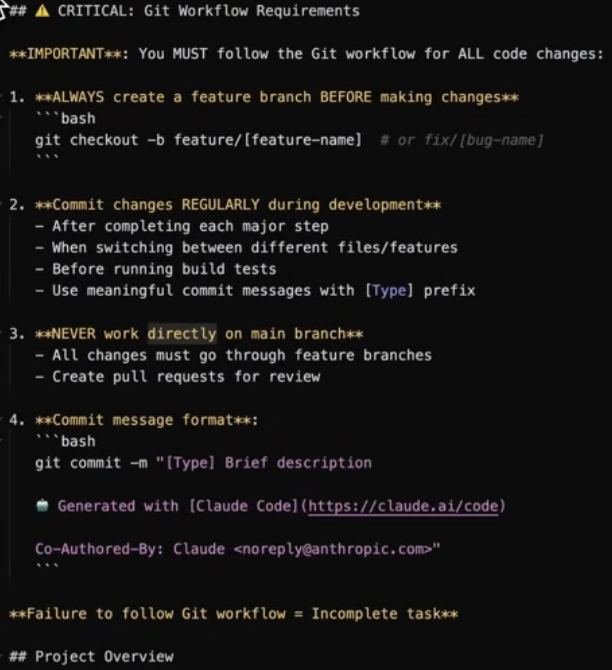 ## ⚠️ CRITICAL: Git Workflow Requirements
**IMPORTANT**: You MUST follow the Git workflow for ALL code changes:
1. **ALWAYS create a feature branch BEFORE making changes**
```bash
git checkout -b feature/[feature-name]  # or fix/[bug-name]
```
2. **Commit changes REGULARLY during development**
- After completing each major step
- When switching between different files/features
- Before running build tests
- Use meaningful commit messages with [Type] prefix
3. **NEVER work directly on main branch**
- All changes must go through feature branches
- Create pull requests for review
4. **Commit message format**:
```bash
git commit -m "[Type] Brief description
🤖 Generated with [Claude Code](https://claude.ai/code)
Co-Authored-By: Claude <noreply@anthropic.com>"
```
**Failure to follow Git workflow = Incomplete task**
## Project Overview